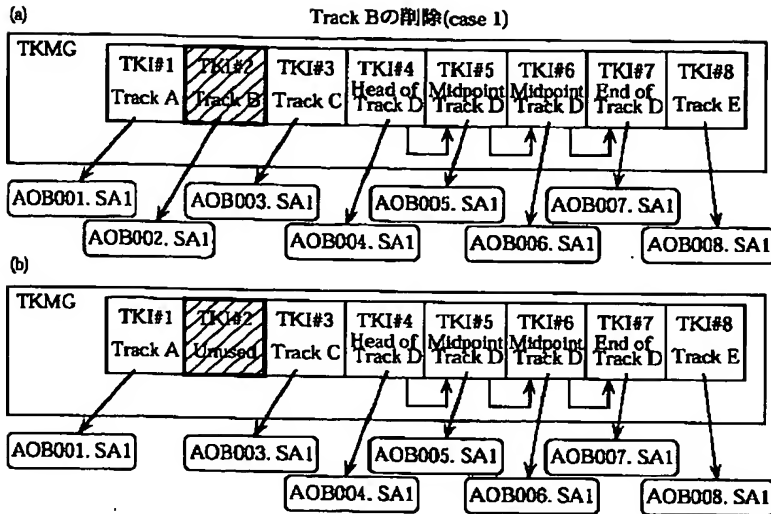 (a)
Track Bの削除(case 1)
TKMG
TKI#1 TKI#2 TKI#3 TKI#4 TKI#5 TKI#6 TKI#7 TKI#8
Track A Track B Track C Head of Track D Midpoint Track D Midpoint Track D End of Track D Track E
AOB001. SA1 AOB003. SA1 AOB005. SA1 AOB007. SA1
AOB002. SA1 AOB004. SA1 AOB006. SA1 AOB008. SA1
(b)
TKMG
TKI#1 TKI#2 TKI#3 TKI#4 TKI#5 TKI#6 TKI#7 TKI#8
Track A Unused Track C Head of Track D Midpoint Track D Midpoint Track D End of Track D Track E
AOB001. SA1 AOB003. SA1 AOB005. SA1 AOB007. SA1
AOB004. SA1 AOB006. SA1 AOB008. SA1